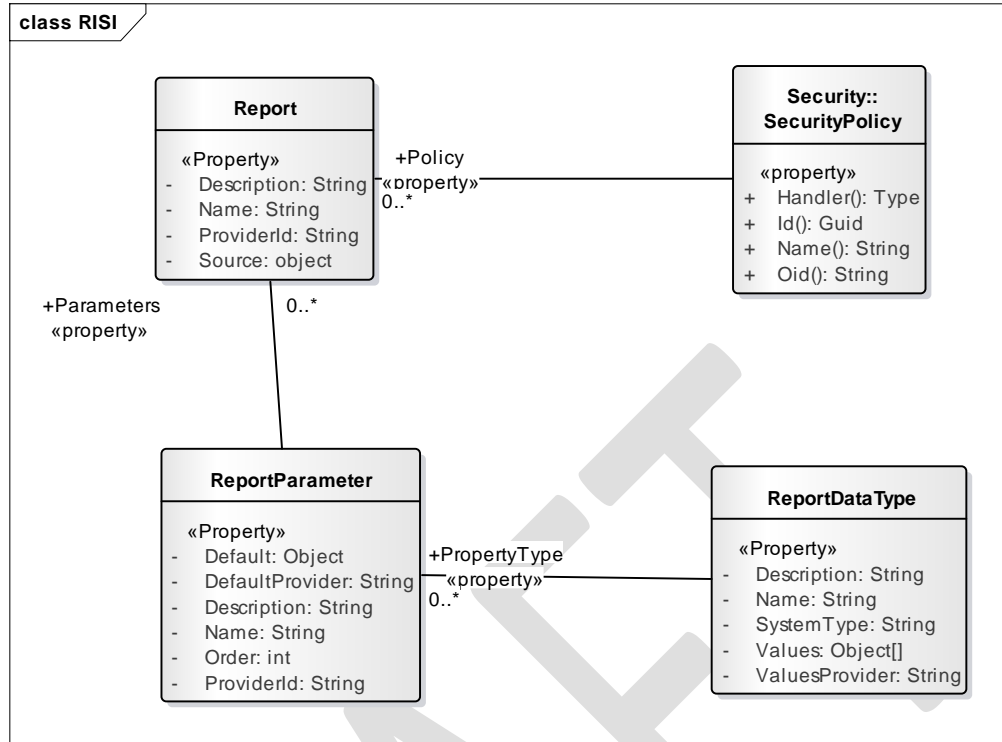 class RISI
Report
«Property»
- Description: String
- Name: String
- ProviderId: String
- Source: object
+Policy
«property»
0..*
Security::
SecurityPolicy
«property»
+ Handler(): Type
+ Id(): Guid
+ Name(): String
+ Oid(): String
+Parameters
«property»
0..*
ReportParameter
«Property»
- Default: Object
- DefaultProvider: String
- Description: String
- Name: String
- Order: int
- ProviderId: String
+PropertyType
«property»
0..*
ReportDataType
«Property»
- Description: String
- Name: String
- SystemType: String
- Values: Object[]
- ValuesProvider: String